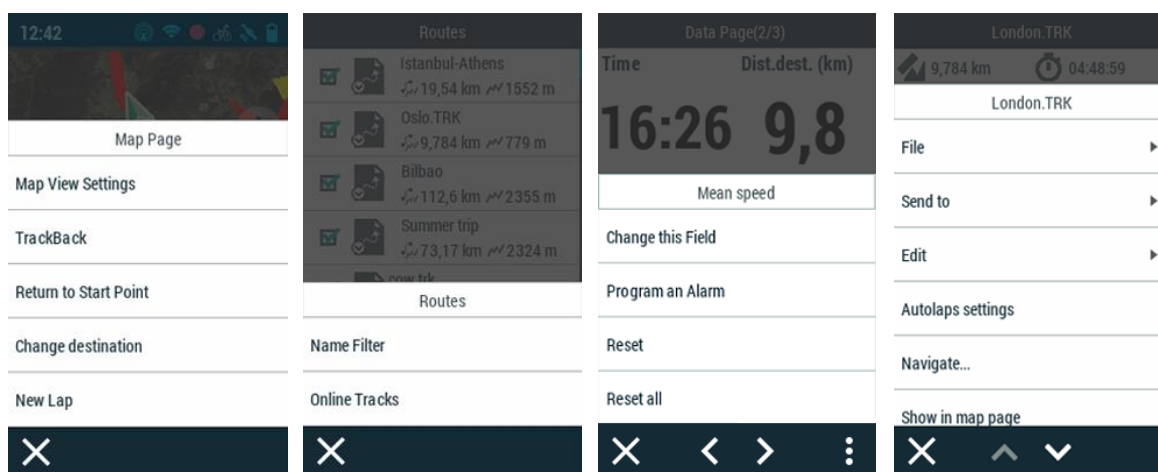 12:42
Map Page
Map View Settings
TrackBack
Return to Start Point
Change destination
New Lap
Routes
Istanbul-Athens
19,54 km 1552 m
Oslo.TRK
9,784 km 779 m
Bilbao
112,6 km 2355 m
Summer trip
73,17 km 2324 m
cow.trk
Routes
Name Filter
Online Tracks
Data Page(2/3)
Time Dist.dest. (km)
16:26 9,8
Mean speed
Change this Field
Program an Alarm
Reset
Reset all
London.TRK
9,784 km 04:48:59
London.TRK
File
Send to
Edit
Autolaps settings
Navigate...
Show in map page